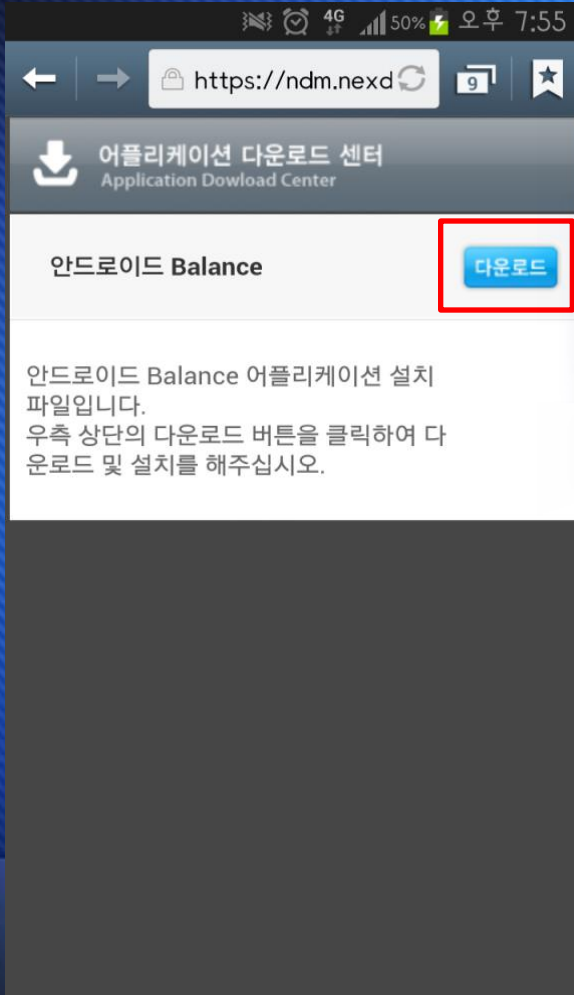 4G 50% 오후 7:55
https://ndm.nexd 9
어플리케이션 다운로드 센터
Application Dowload Center
안드로이드 Balance 다운로드
안드로이드 Balance 어플리케이션 설치
파일입니다.
우측 상단의 다운로드 버튼을 클릭하여 다
운로드 및 설치를 해주십시오.